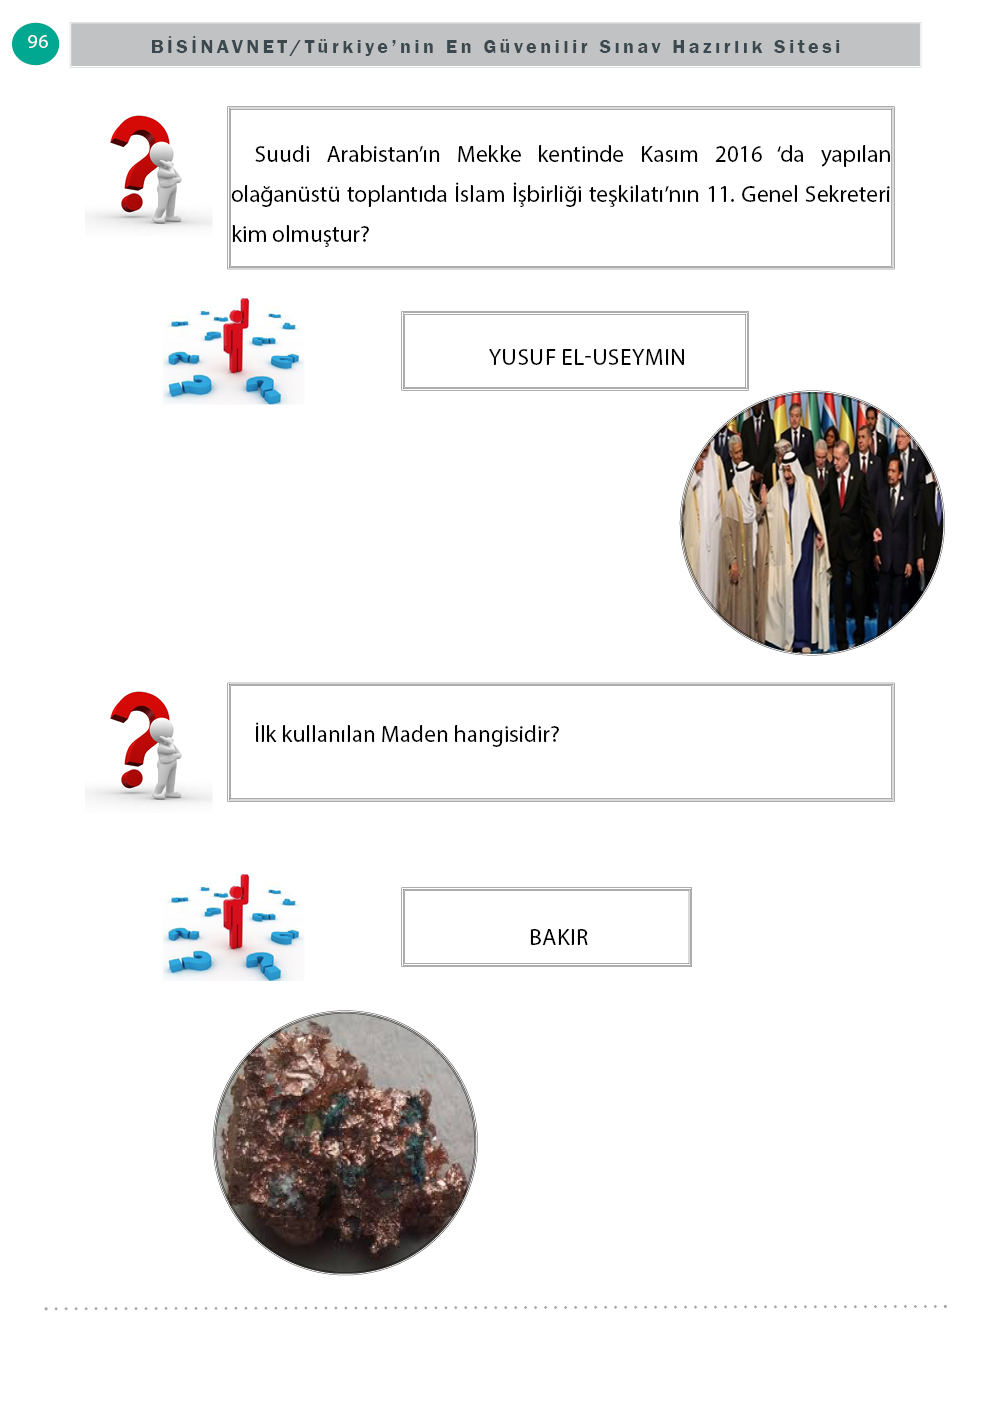 96
BİSİNAVNET/Türkiye’nin En Güvenilir Sınav Hazırlık Sitesi
Suudi Arabistan’ın Mekke kentinde Kasım 2016 ‘da yapılan
olağanüstü toplantıda İslam İşbirliği teşkilatı’nın 11. Genel Sekreteri
kim olmuştur?
YUSUF EL-USEYMIN
İlk kullanılan Maden hangisidir?
BAKIR